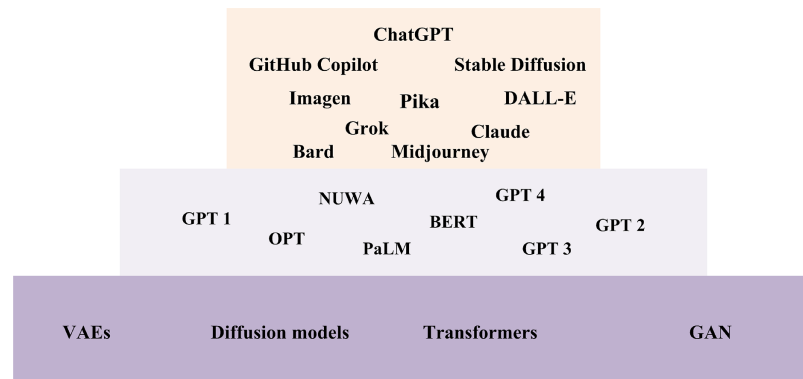 ChatGPT
GitHub Copilot Stable Diffusion
Imagen Pika DALL-E
Grok Claude
Bard Midjourney
NUWA GPT 4
GPT 1 BERT GPT 2
OPT PaLM GPT 3
VAEs Diffusion models Transformers GAN